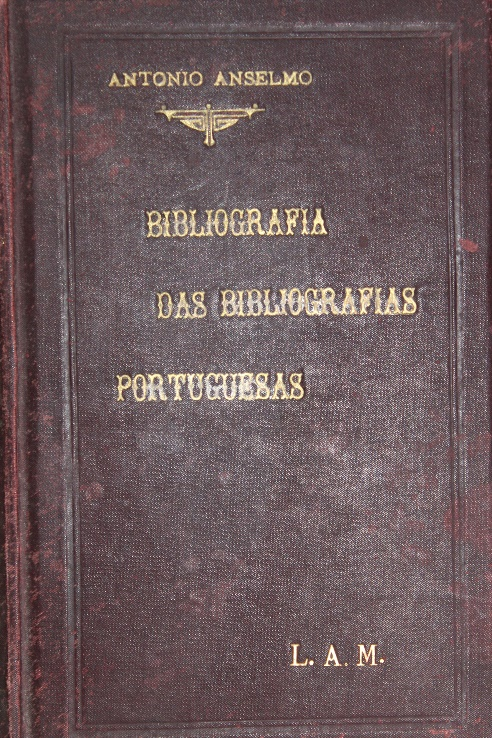 ANTONIO ANSELMO
BIBLIOGRAFIA
DAS BIBLIOGRAFIAS
PORTUGUESAS
L. A. M.